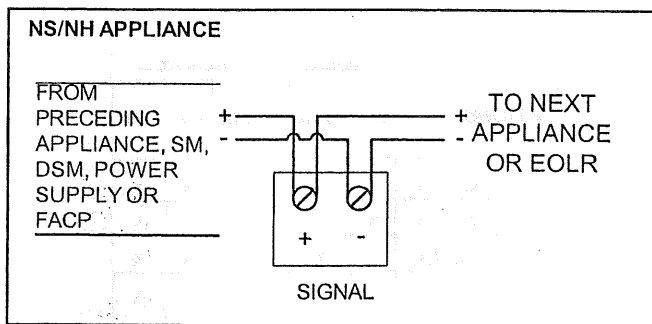 NS/NH APPLIANCE
FROM
PRECEDING
APPLIANCE, SM,
DSM, POWER
SUPPLY OR
FACP
+
-
+
-
TO NEXT
APPLIANCE
OR EOLR
+ -
SIGNAL